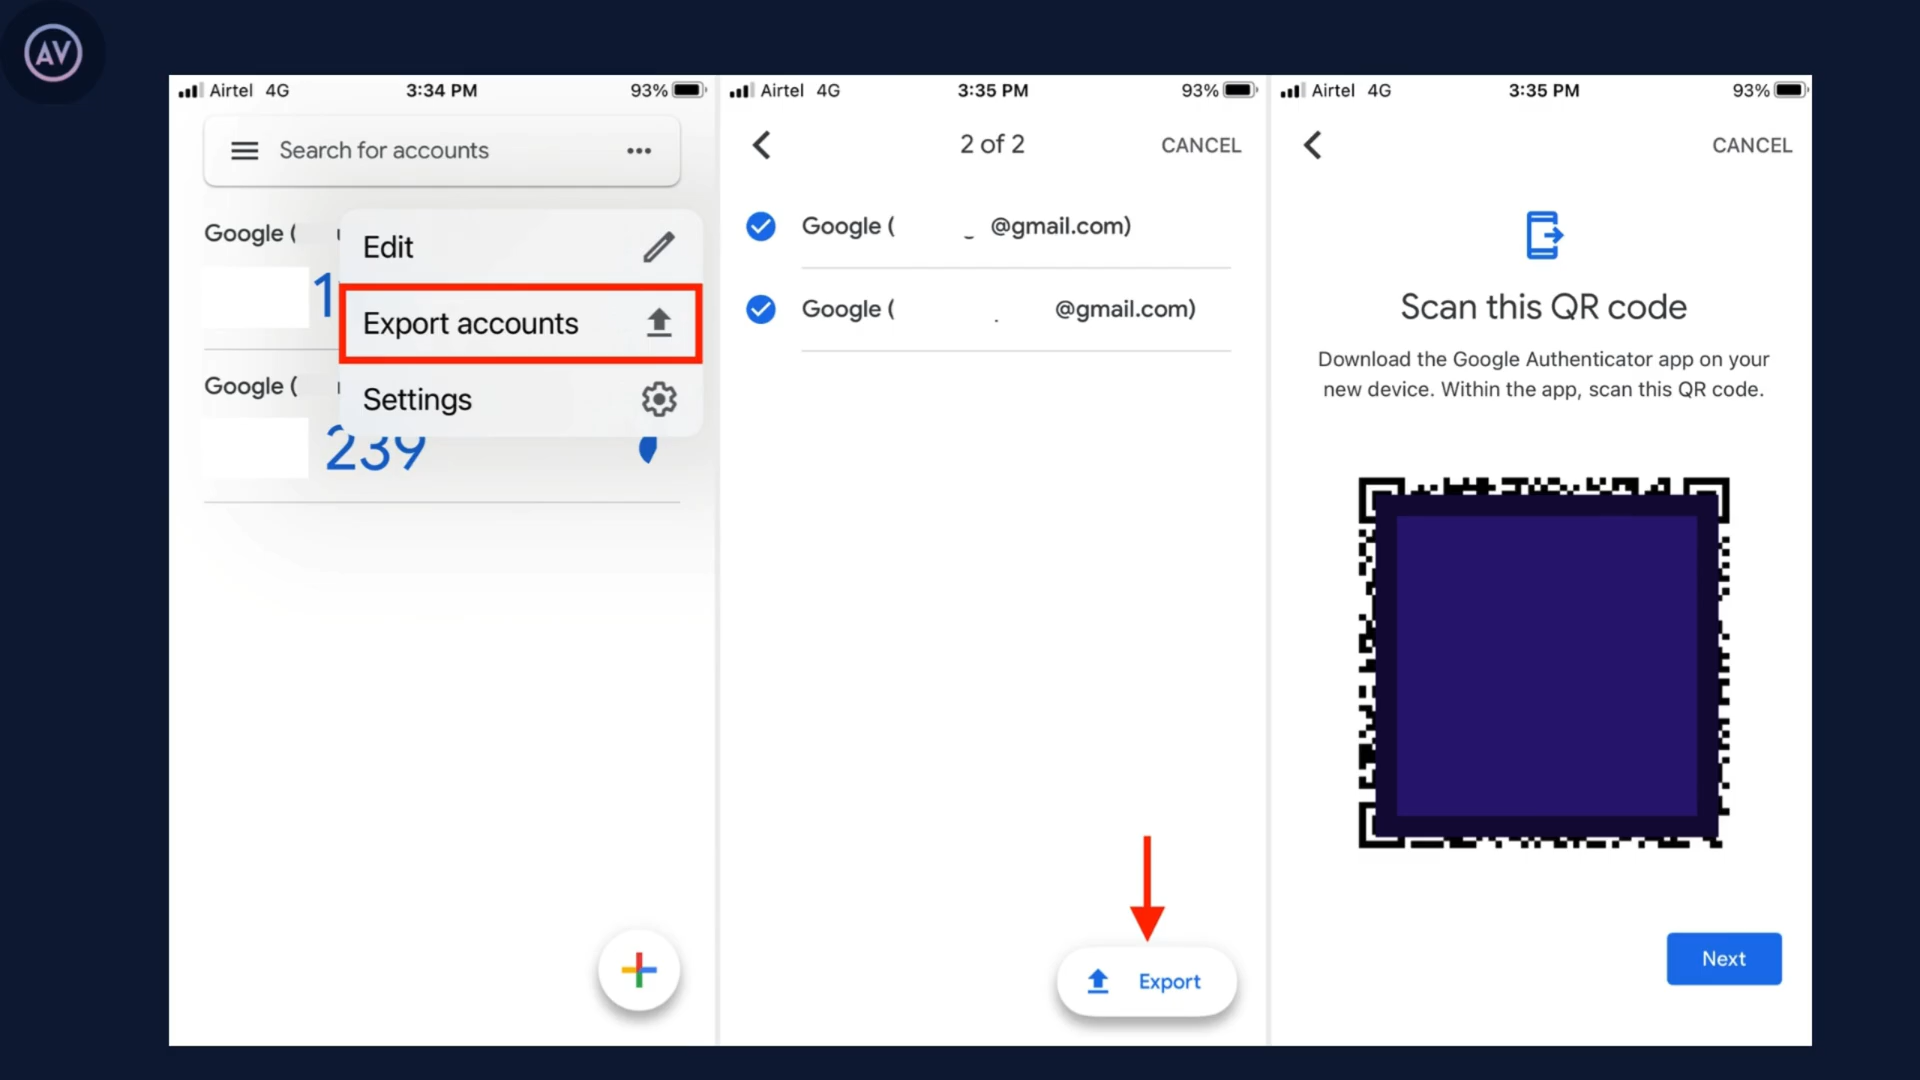 AV
Airtel 4G 3:34 PM 93%
Search for accounts
Google (
Edit
1
Export accounts
Google (
Settings
239
Airtel 4G 3:35 PM 93%
2 of 2 CANCEL
Google ( @gmail.com)
Google ( @gmail.com)
Export
Airtel 4G 3:35 PM 93%
CANCEL
Scan this QR code
Download the Google Authenticator app on your
new device. Within the app, scan this QR code.
Next